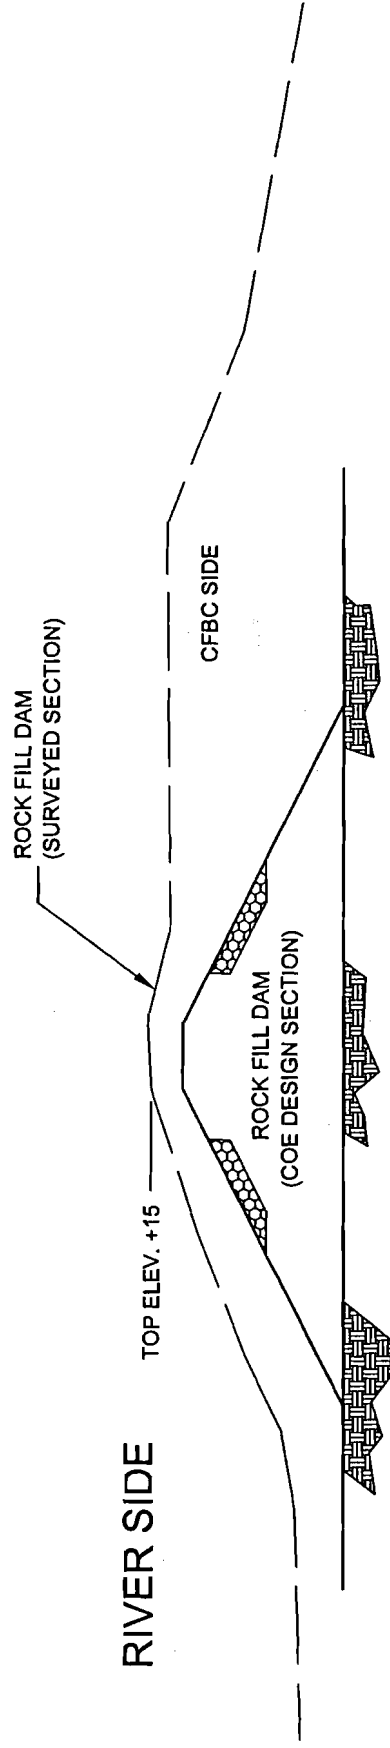 RIVER SIDE
TOP ELEV. +15
ROCK FILL DAM
(SURVEYED SECTION)
CFBC SIDE
ROCK FILL DAM
(COE DESIGN SECTION)